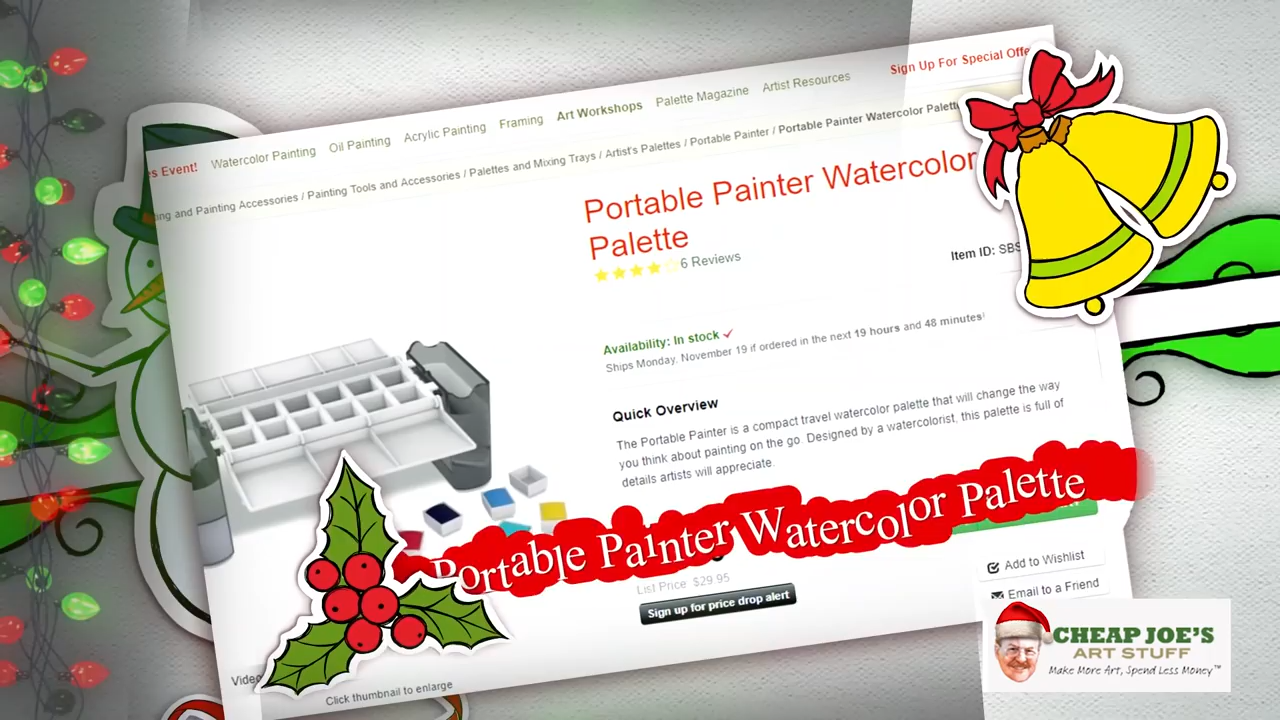 Sign Up For Special Offe
s Event! Watercolor Painting Oil Painting Acrylic Painting Framing Art Workshops Palette Magazine Artist Resources
ing and Painting Accessories / Painting Tools and Accessories / Palettes and Mixing Trays / Artist's Palettes / Portable Painter / Portable Painter Watercolor Palette
Portable Painter Watercolor
Palette
6 Reviews
Item ID: SBS
Availability: In stock
Ships Monday, November 19 if ordered in the next 19 hours and 48 minutes!
Quick Overview
The Portable Painter is a compact travel watercolor palette that will change the way
you think about painting on the go. Designed by a watercolorist, this palette is full of
details artists will appreciate.
Portable Painter Watercolor Palette
List Price $29.95
Sign up for price drop alert
Add to Wishlist
Email to a Friend
Video
Click thumbnail to enlarge
CHEAP JOE'S
ART STUFF
Make More Art, Spend Less Money™